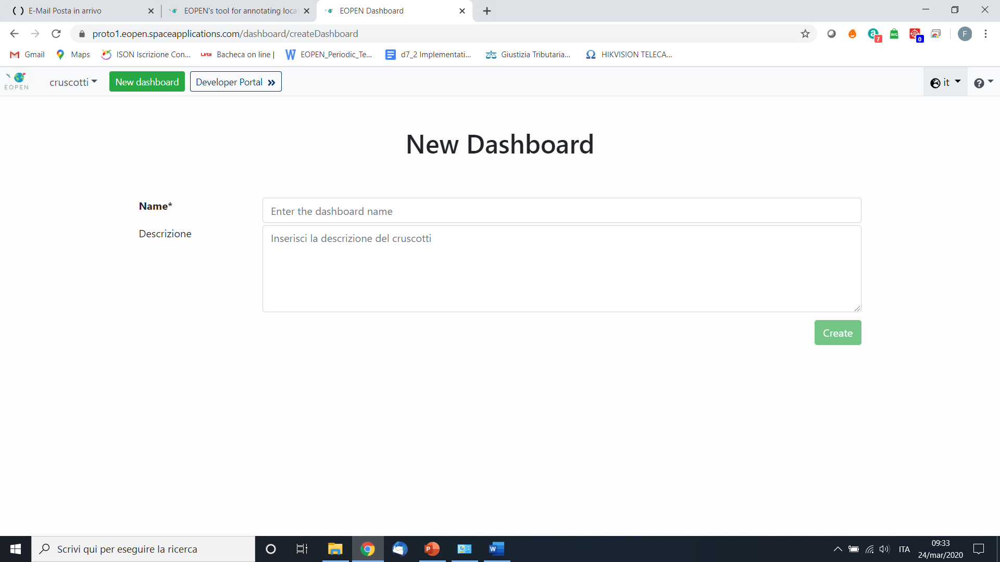 E-Mail Posta in arrivo
EOPEN's tool for annotating loca
EOPEN Dashboard
proto1.eopen.spaceapplications.com/dashboard/createDashboard
7
AVG
0
F
Gmail
Maps
ISON Iscrizione Con...
Bacheca on line |
EOPEN_Periodic_Te...
d7_2 Implementati...
Giustizia Tributaria...
HIKVISION TELECA...
EOPEN
cruscotti
New dashboard
Developer Portal »
it
New Dashboard
Name*
Enter the dashboard name
Descrizione
Inserisci la descrizione del cruscotti
Create
Scrivi qui per eseguire la ricerca
ITA
09:33
24/mar/2020